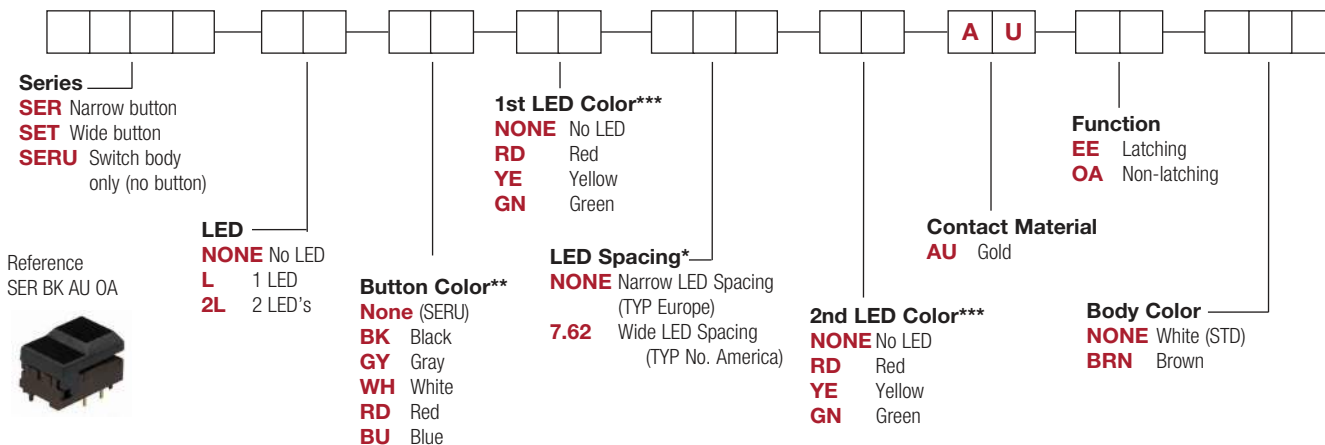 A U
Series
SER Narrow button
SET Wide button
SERU Switch body
only (no button)
LED
NONE No LED
L 1 LED
2L 2 LED's
Button Color**
None (SERU)
BK Black
GY Gray
WH White
RD Red
BU Blue
1st LED Color***
NONE No LED
RD Red
YE Yellow
GN Green
LED Spacing*
NONE Narrow LED Spacing
(TYP Europe)
7.62 Wide LED Spacing
(TYP No. America)
2nd LED Color***
NONE No LED
RD Red
YE Yellow
GN Green
Contact Material
AU Gold
Function
EE Latching
OA Non-latching
Body Color
NONE White (STD)
BRN Brown
Reference
SER BK AU OA